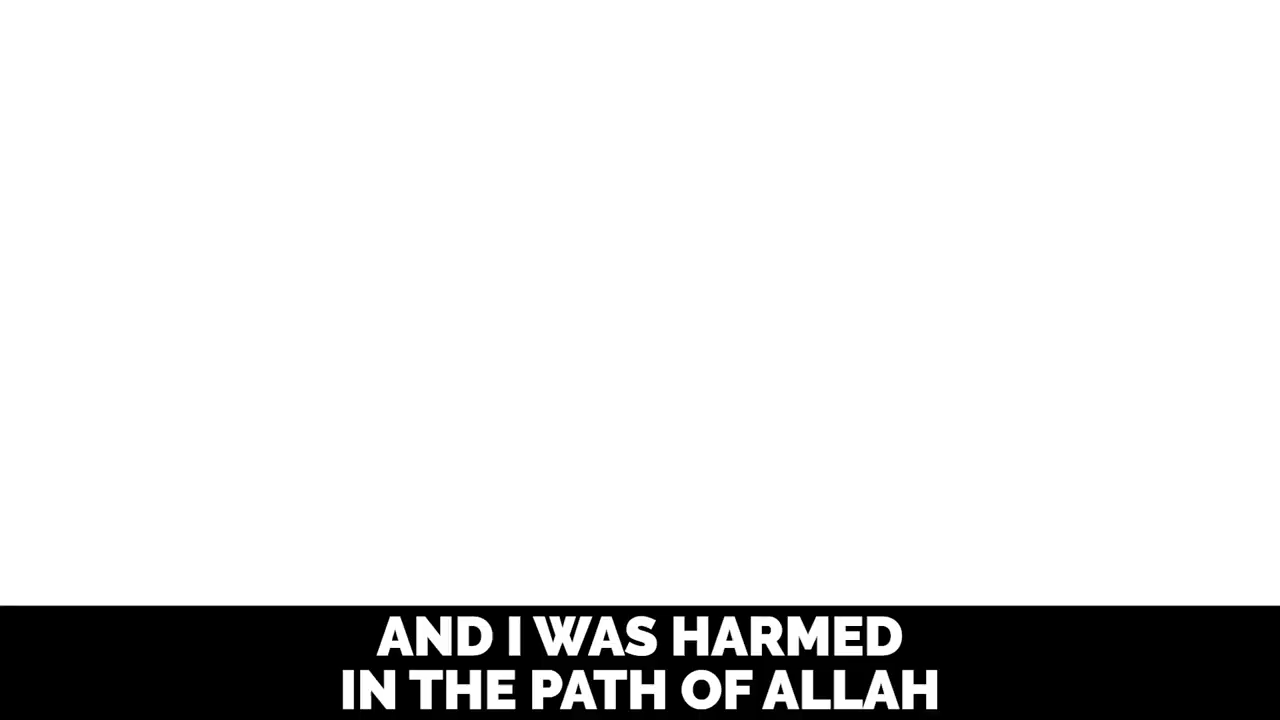 AND I WAS HARMED
IN THE PATH OF ALLAH